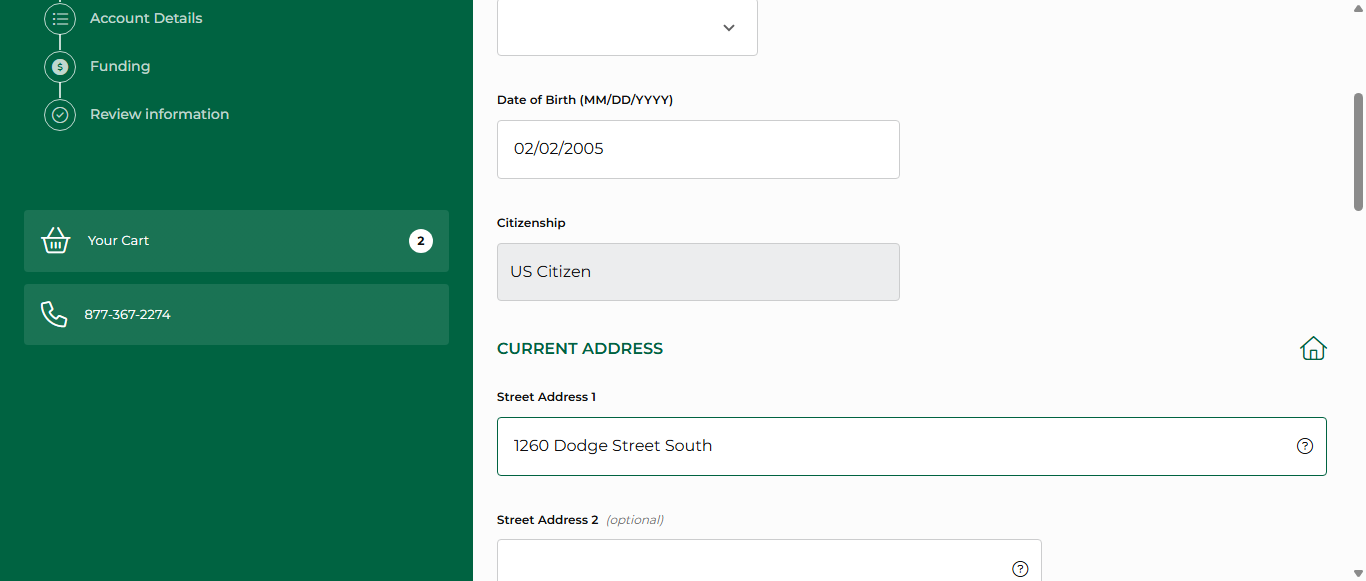 Account Details
$
Funding
Review information
Your Cart
2
877-367-2274
Date of Birth (MM/DD/YYYY)
02/02/2005
Citizenship
US Citizen
CURRENT ADDRESS
Street Address 1
1260 Dodge Street South
?
Street Address 2 (optional)
?